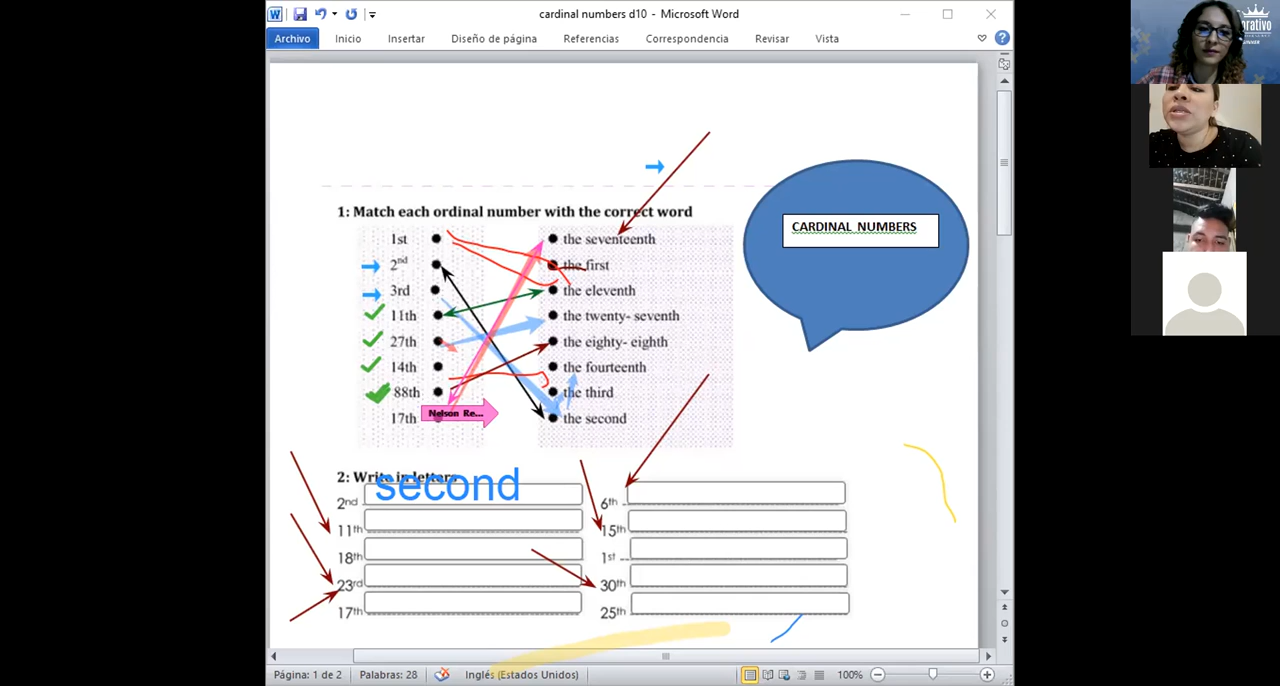 cardinal numbers d10 - Microsoft Word
Archivo Inicio Insertar Diseño de página Referencias Correspondencia Revisar Vista
1: Match each ordinal number with the correct word
CARDINAL NUMBERS
1st the seventeenth
2nd the first
3rd the eleventh
11th the twenty- seventh
27th the eighty- eighth
14th the fourteenth
88th the third
17th Nelson Re... the second
2: Write in letters
second
2nd 6th
11th 15th
18th 1st
23rd 30th
17th 25th
Página: 1 de 2 Palabras: 28 Inglés (Estados Unidos) 100%
orativo